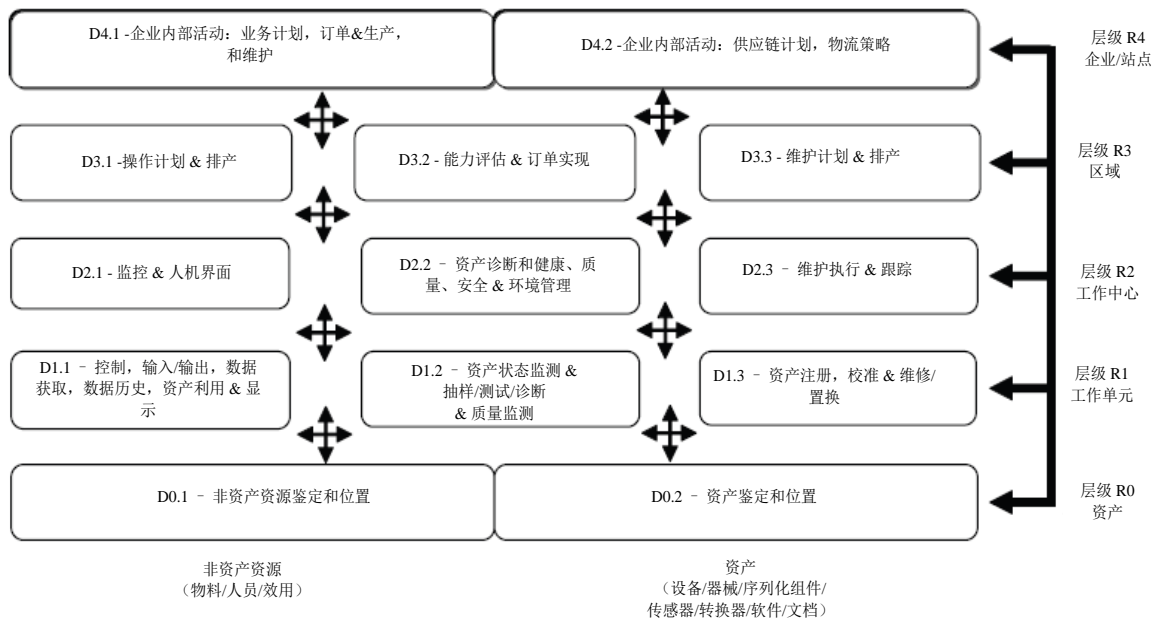 D4.1 -企业内部活动：业务计划，订单&生产，
和维护
D4.2 -企业内部活动：供应链计划，物流策略
层级 R4
企业/站点
D3.1 -操作计划 & 排产
D3.2 - 能力评估 & 订单实现
D3.3 - 维护计划 & 排产
层级 R3
区域
D2.1 - 监控 & 人机界面
D2.2 – 资产诊断和健康、质
量、安全 & 环境管理
D2.3 – 维护执行 & 跟踪
层级 R2
工作中心
D1.1 – 控制，输入/输出，数据
获取，数据历史，资产利用 & 显
示
D1.2 – 资产状态监测 &
抽样/测试/诊断
& 质量监测
D1.3 – 资产注册，校准 & 维修/
置换
层级 R1
工作单元
D0.1 – 非资产资源鉴定和位置
D0.2 – 资产鉴定和位置
层级 R0
资产
非资产资源
（物料/人员/效用）
资产
（设备/器械/序列化组件/
传感器/转换器/软件/文档）